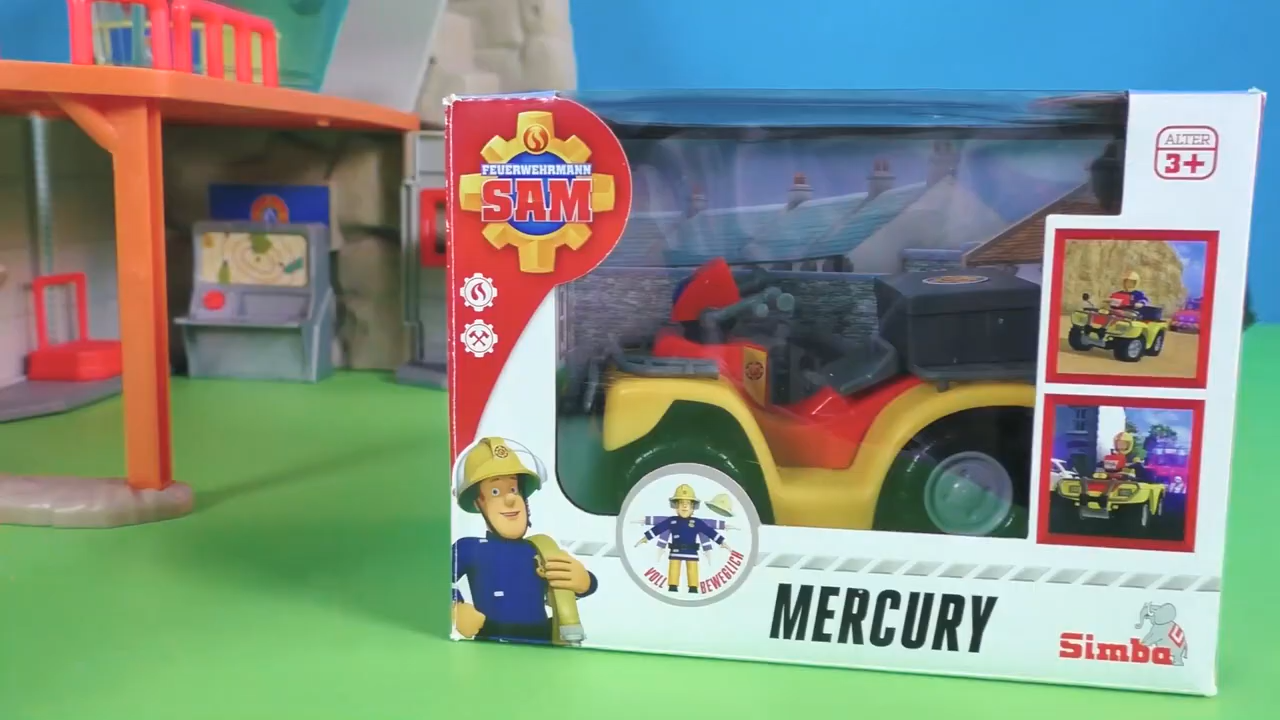 FEUERWEHRMANN
SAM
ALTER
3+
VOLL BEWEGLICH
MERCURY
Simba